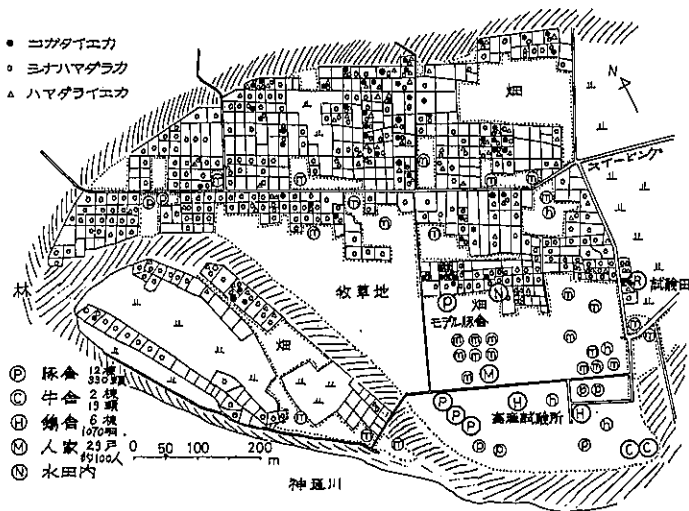 ● コガタイエカ
○ シナハマダラカ
△ ハマダライエカ
畑
N
スイーピング
林
牧草地
畑
畑
P
N
R 試験田
モデル豚舎
M
P
P
P
H
H
C C
畜産試験所
Ⓟ 豚舎 12棟 330頭
Ⓒ 牛舎 2棟 19頭
Ⓗ 鶏舎 6棟 1070羽
Ⓜ 人家 29戸 約100人
Ⓝ 水田内
0 50 100 200 m
神通川